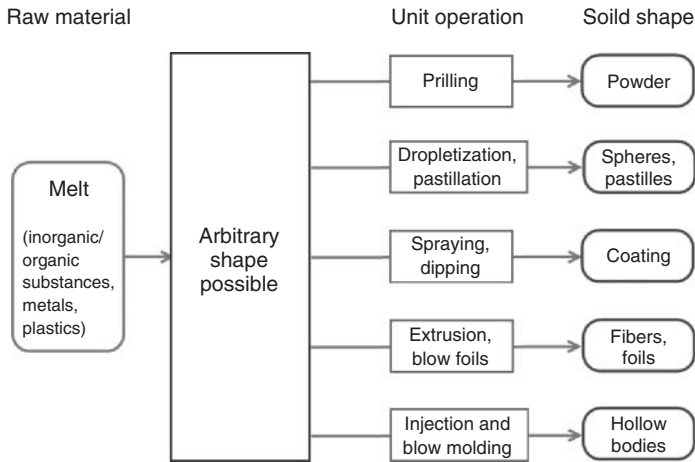 Raw material
Unit operation
Soild shape
Melt
(inorganic/
organic
substances,
metals,
plastics)
Arbitrary
shape
possible
Prilling
Powder
Dropletization,
pastillation
Spheres,
pastilles
Spraying,
dipping
Coating
Extrusion,
blow foils
Fibers,
foils
Injection and
blow molding
Hollow
bodies